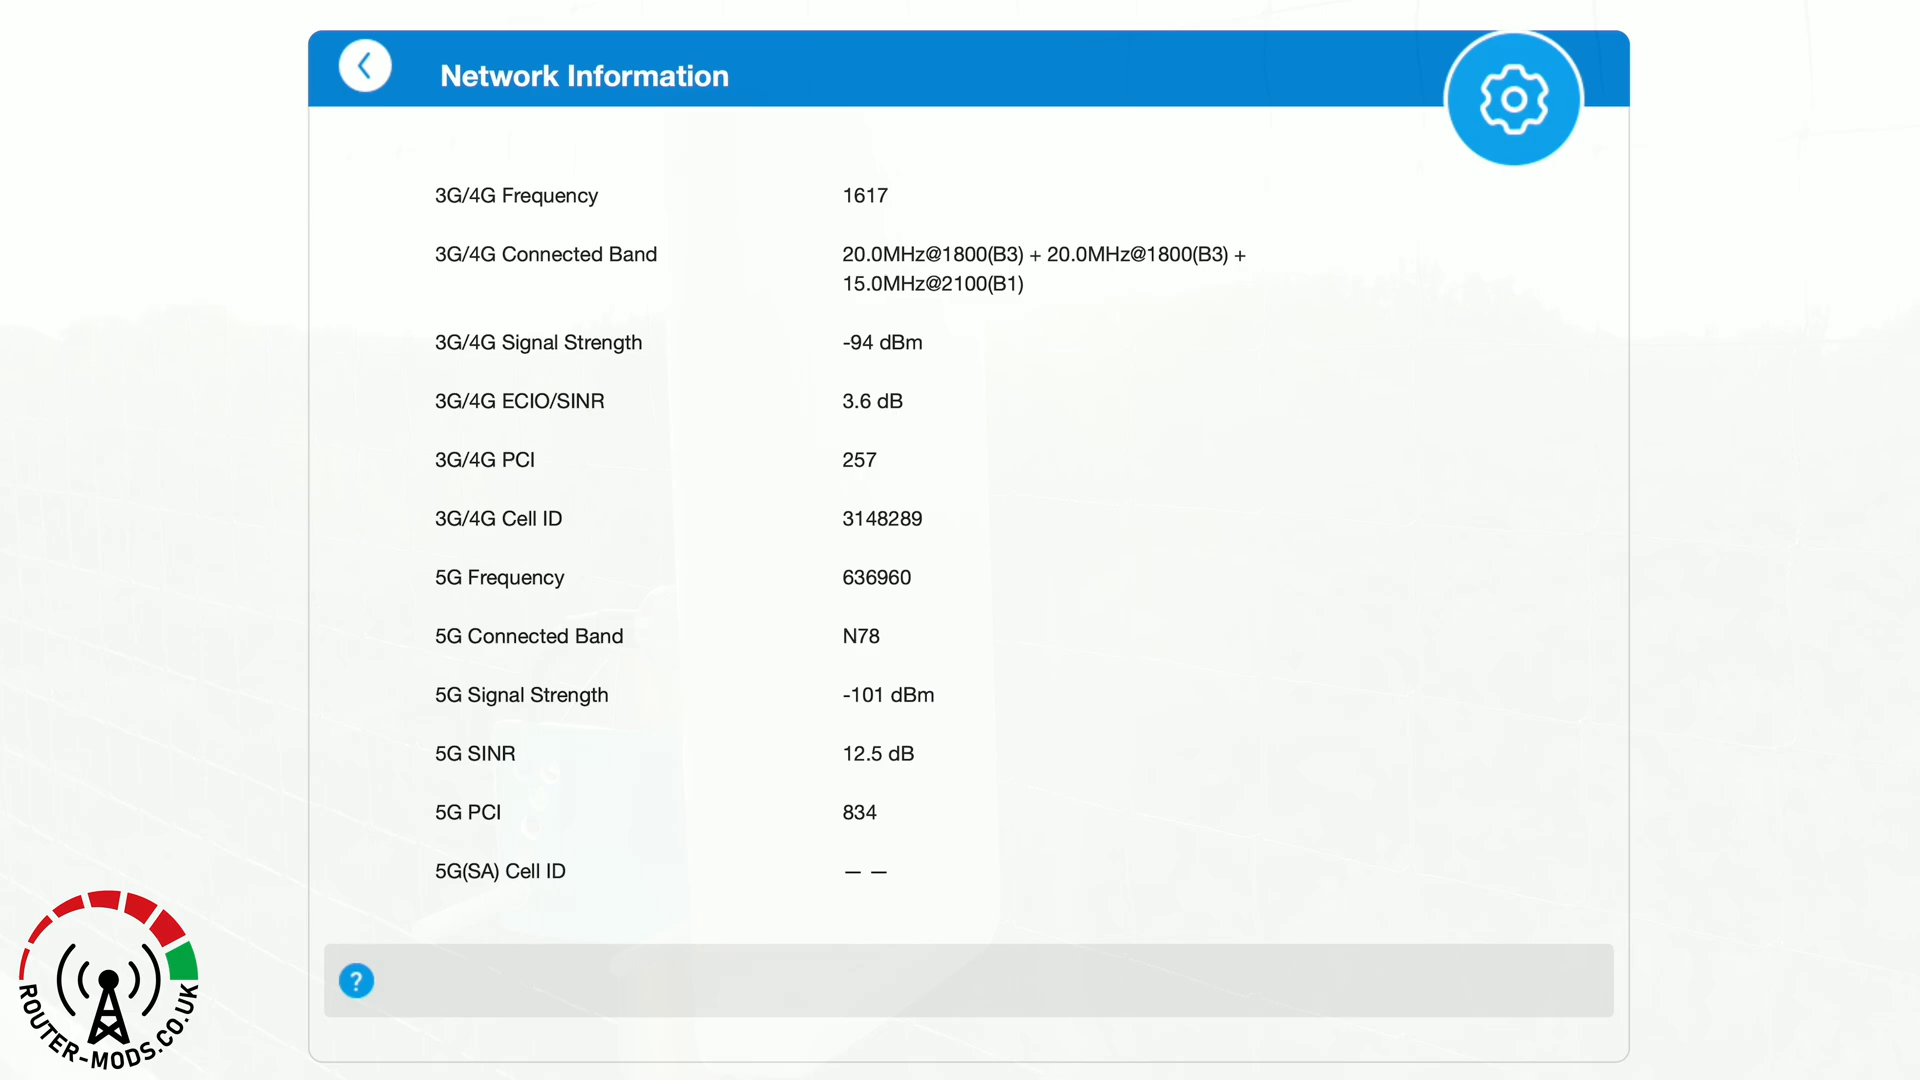 Network Information
3G/4G Frequency 1617
3G/4G Connected Band 20.0MHz@1800(B3) + 20.0MHz@1800(B3) +
15.0MHz@2100(B1)
3G/4G Signal Strength -94 dBm
3G/4G ECIO/SINR 3.6 dB
3G/4G PCI 257
3G/4G Cell ID 3148289
5G Frequency 636960
5G Connected Band N78
5G Signal Strength -101 dBm
5G SINR 12.5 dB
5G PCI 834
5G(SA) Cell ID — —
?
ROUTER-MODS.CO.UK